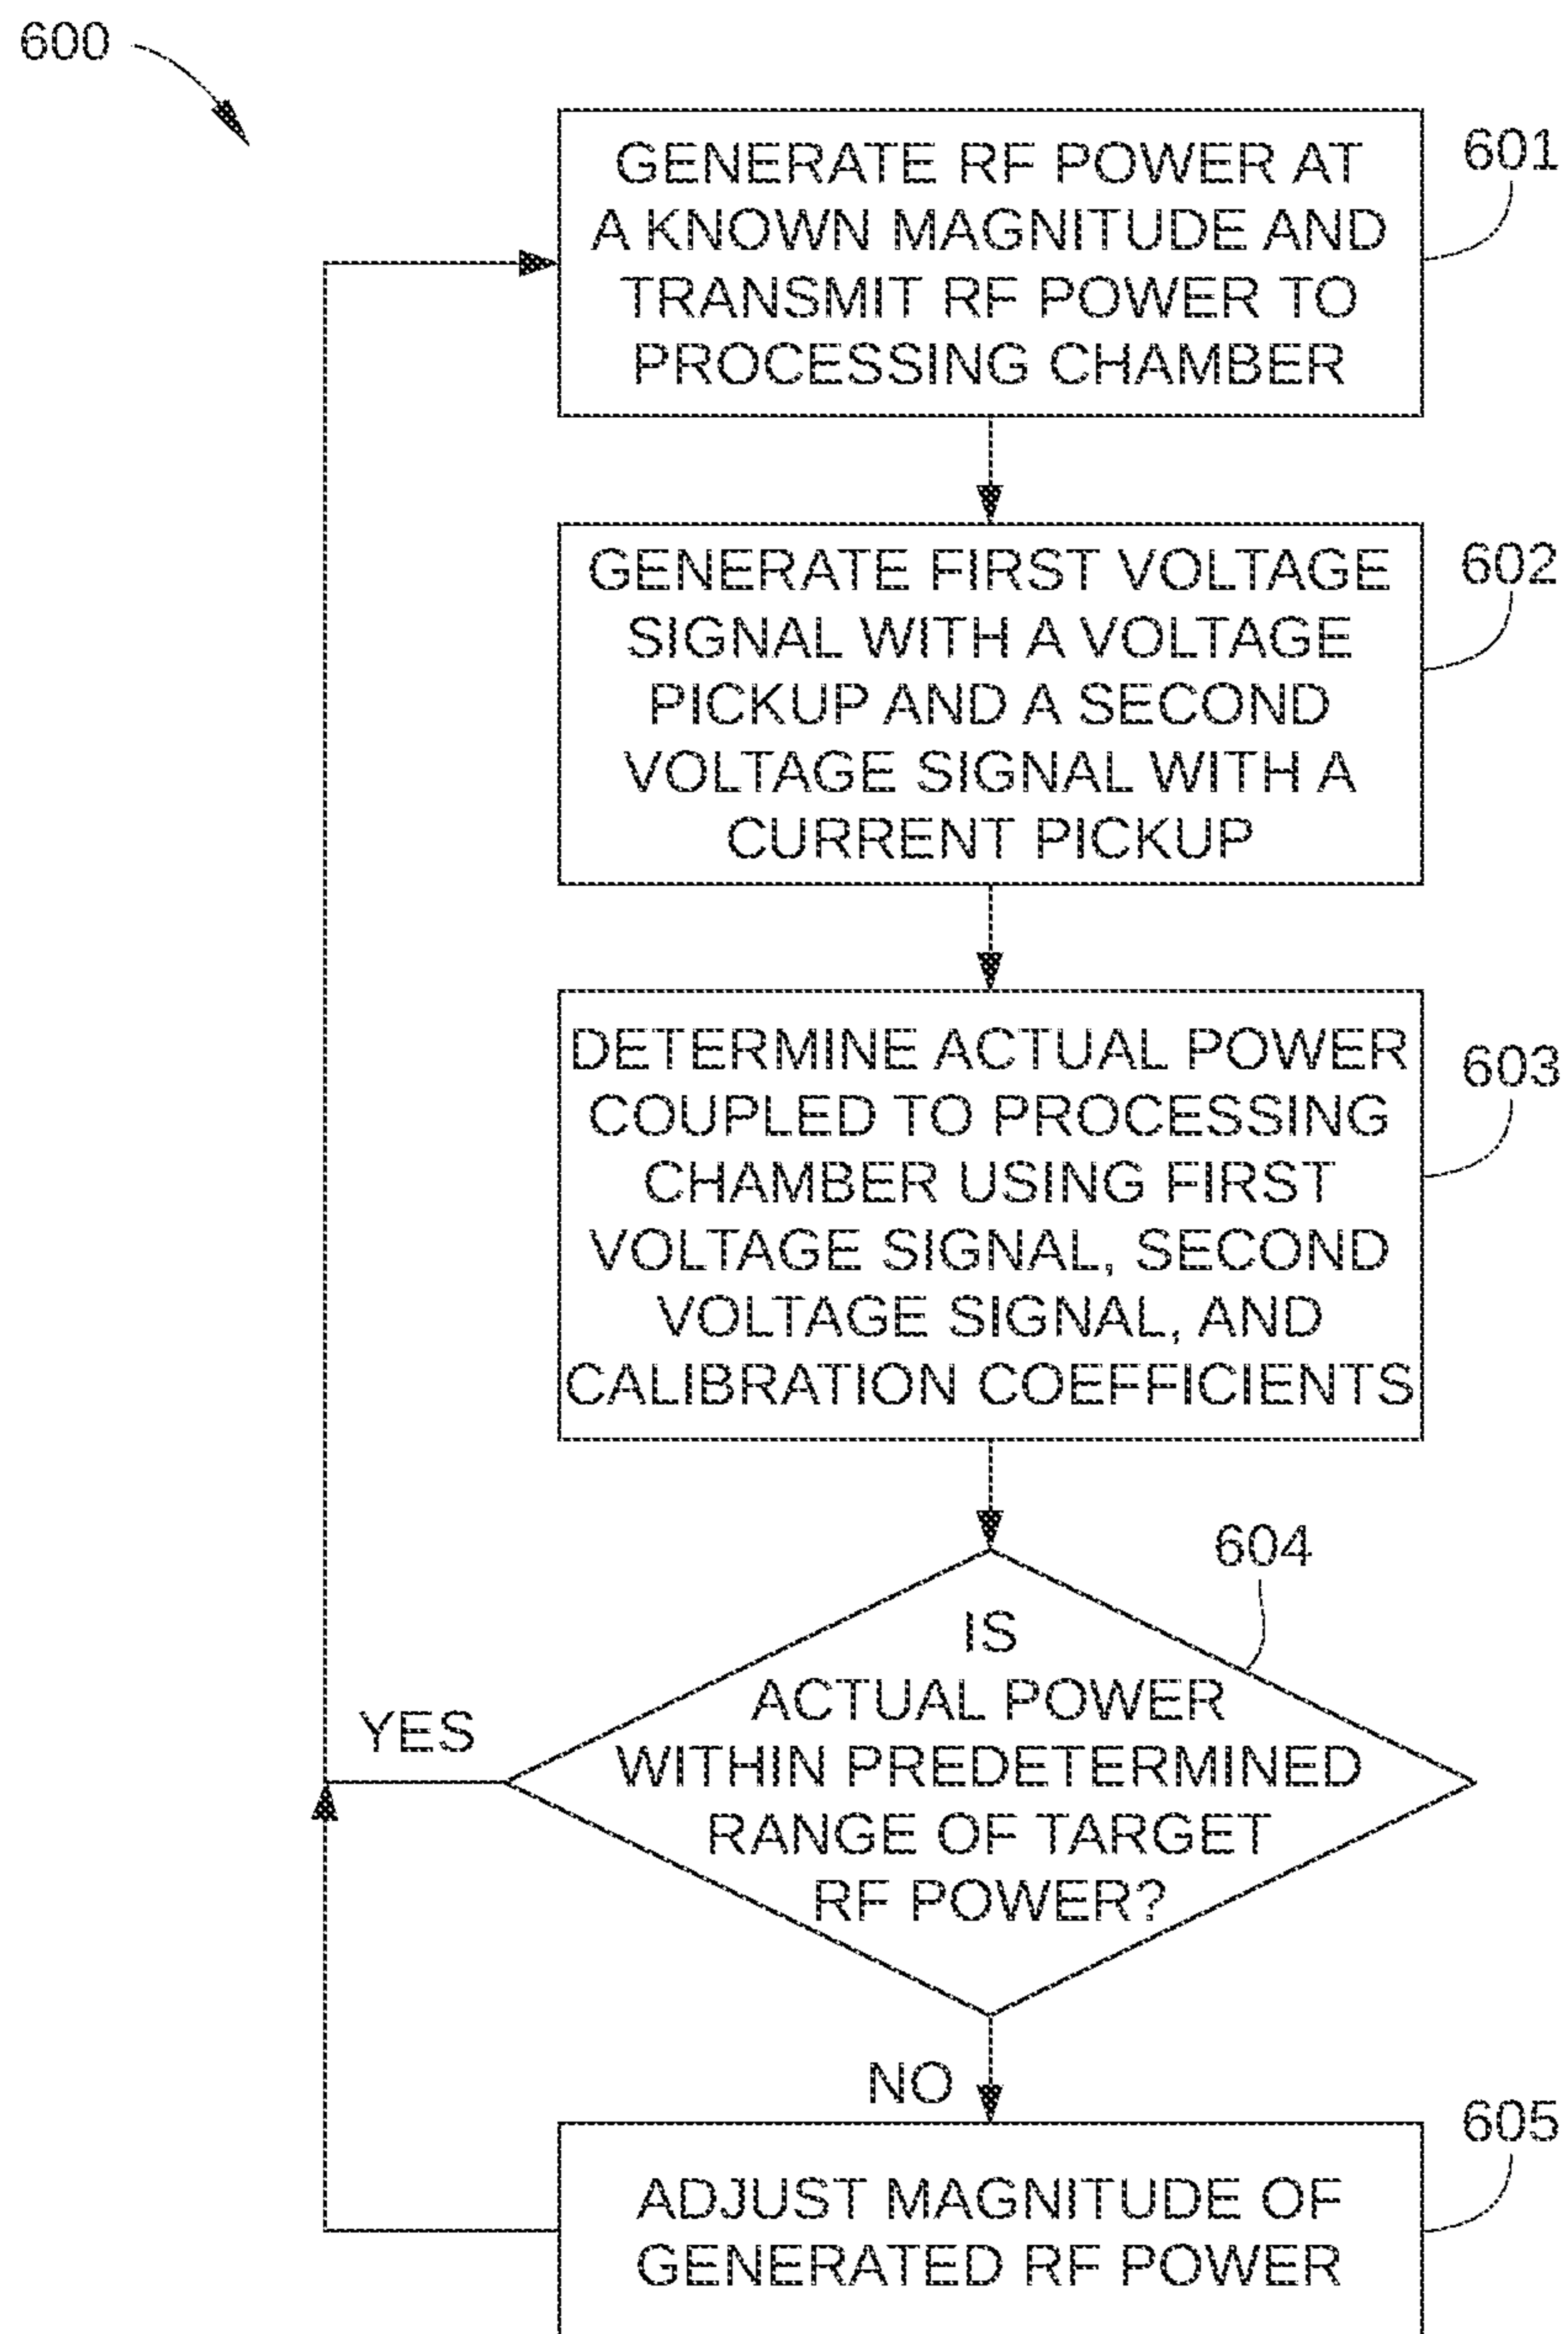 600
GENERATE RF POWER AT
A KNOWN MAGNITUDE AND
TRANSMIT RF POWER TO
PROCESSING CHAMBER
601
GENERATE FIRST VOLTAGE
SIGNAL WITH A VOLTAGE
PICKUP AND A SECOND
VOLTAGE SIGNAL WITH A
CURRENT PICKUP
602
DETERMINE ACTUAL POWER
COUPLED TO PROCESSING
CHAMBER USING FIRST
VOLTAGE SIGNAL, SECOND
VOLTAGE SIGNAL, AND
CALIBRATION COEFFICIENTS
603
604
IS
ACTUAL POWER
WITHIN PREDETERMINED
RANGE OF TARGET
RF POWER?
YES
NO
605
ADJUST MAGNITUDE OF
GENERATED RF POWER